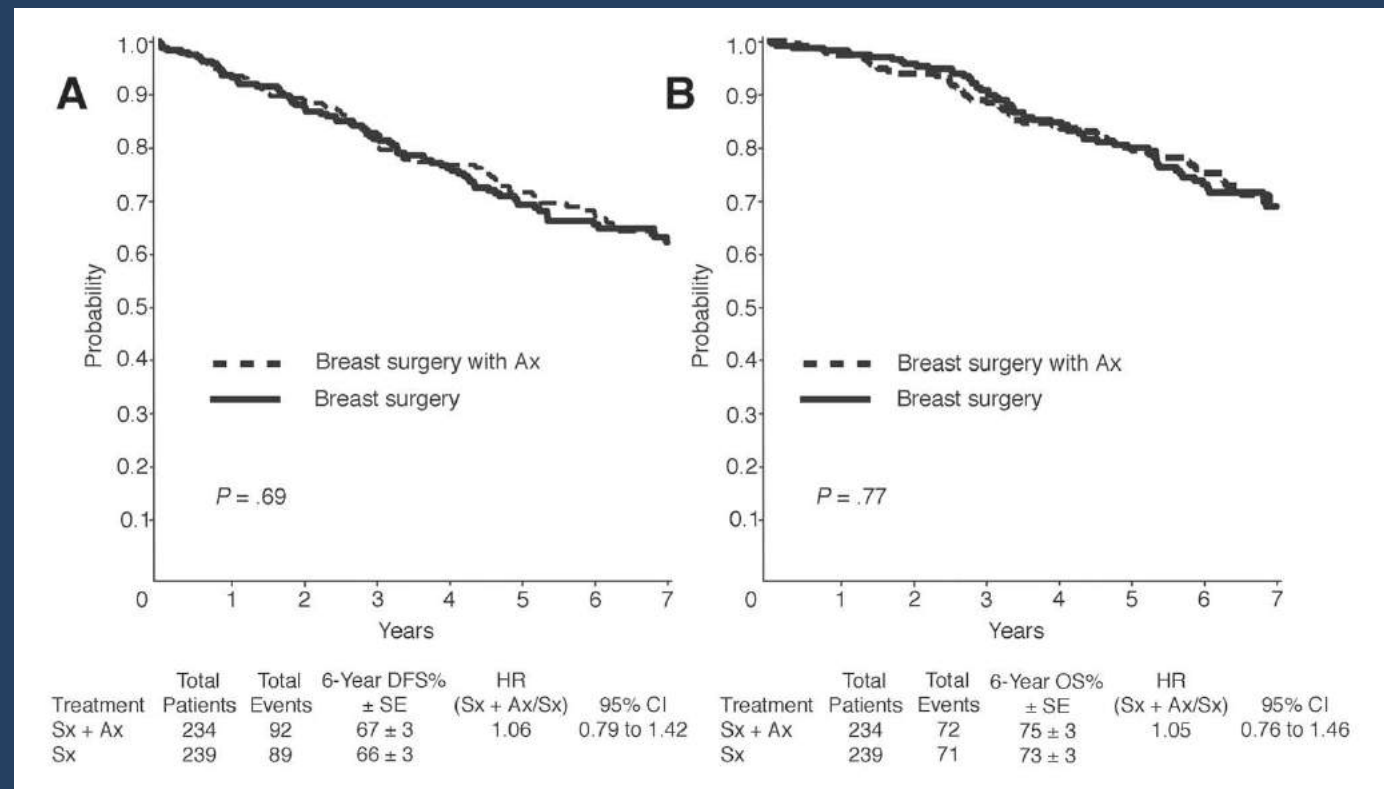 A
1.0
0.9
0.8
0.7
0.6
0.5
0.4
0.3
0.2
0.1
Probability
Breast surgery with Ax
Breast surgery
P = .69
0 1 2 3 4 5 6 7
Years
Total Total 6-Year DFS% HR
Treatment Patients Events ± SE (Sx + Ax/Sx) 95% CI
Sx + Ax 234 92 67 ± 3 1.06 0.79 to 1.42
Sx 239 89 66 ± 3
B
1.0
0.9
0.8
0.7
0.6
0.5
0.4
0.3
0.2
0.1
Probability
Breast surgery with Ax
Breast surgery
P = .77
0 1 2 3 4 5 6 7
Years
Total Total 6-Year OS% HR
Treatment Patients Events ± SE (Sx + Ax/Sx) 95% CI
Sx + Ax 234 72 75 ± 3 1.05 0.76 to 1.46
Sx 239 71 73 ± 3